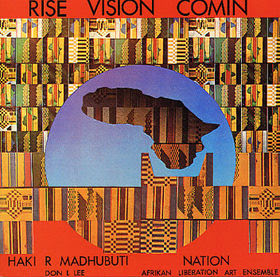 RISE VISION COMIN
HAKI R MADHUBUTI NATION
DON L LEE AFRIKAN LIBERATION ART ENSEMBLE